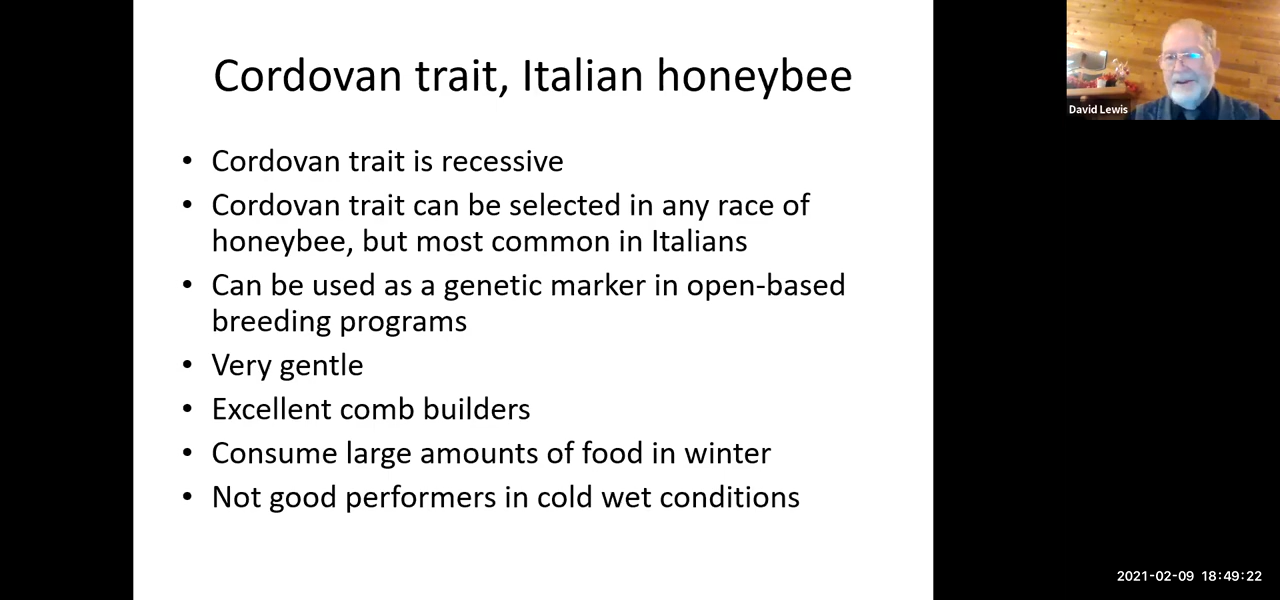 Cordovan trait, Italian honeybee
• Cordovan trait is recessive
• Cordovan trait can be selected in any race of
honeybee, but most common in Italians
• Can be used as a genetic marker in open-based
breeding programs
• Very gentle
• Excellent comb builders
• Consume large amounts of food in winter
• Not good performers in cold wet conditions
David Lewis
2021-02-09 18:49:22